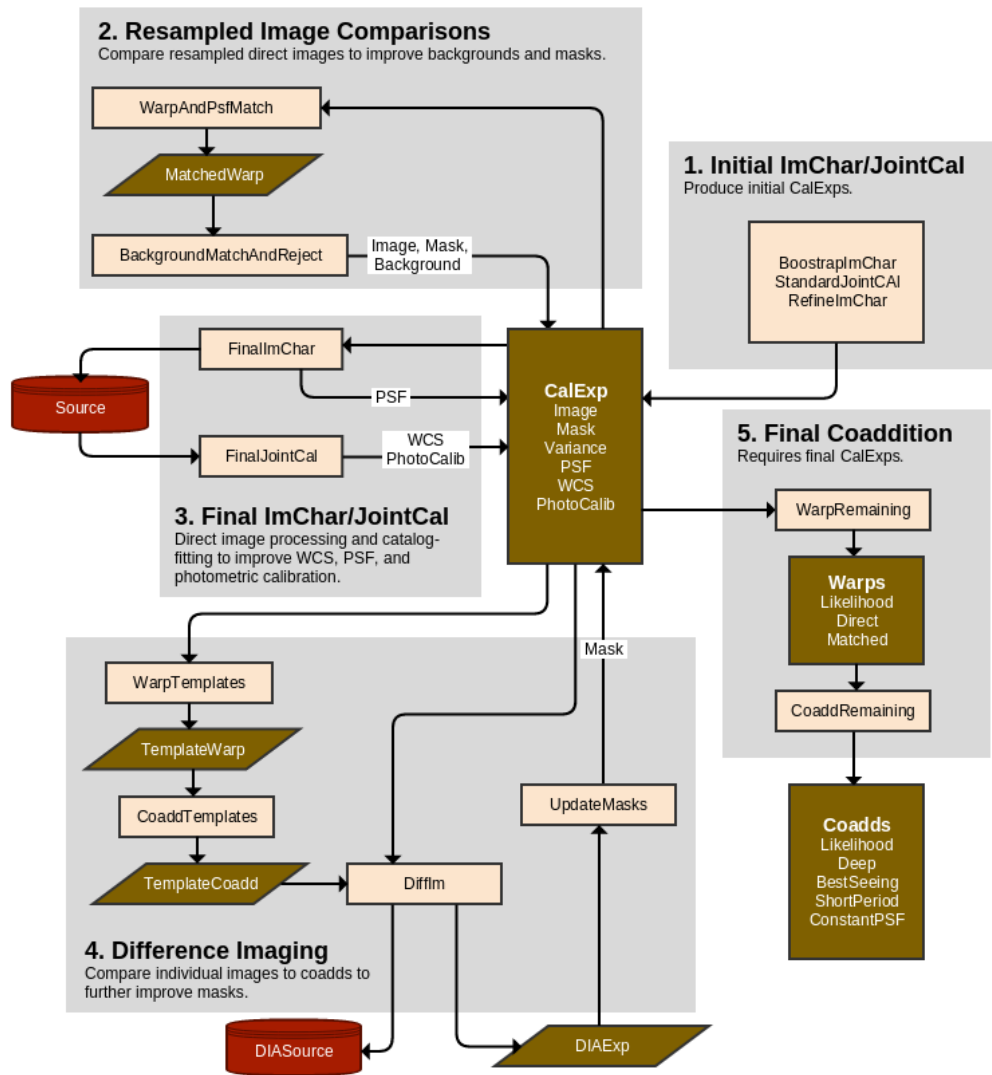 2. Resampled Image Comparisons
Compare resampled direct images to improve backgrounds and masks.
WarpAndPsfMatch
MatchedWarp
BackgroundMatchAndReject
Image, Mask,
Background
1. Initial ImChar/JointCal
Produce initial CalExps.
BoostrapImChar
StandardJointCAl
RefineImChar
FinalImChar
PSF
Source
FinalJointCal
WCS
PhotoCalib
3. Final ImChar/JointCal
Direct image processing and catalog-
fitting to improve WCS, PSF, and
photometric calibration.
CalExp
Image
Mask
Variance
PSF
WCS
PhotoCalib
5. Final Coaddition
Requires final CalExps.
WarpRemaining
Warps
Likelihood
Direct
Matched
CoaddRemaining
Coadds
Likelihood
Deep
BestSeeing
ShortPeriod
ConstantPSF
Mask
WarpTemplates
TemplateWarp
CoaddTemplates
TemplateCoadd
DiffIm
UpdateMasks
4. Difference Imaging
Compare individual images to coadds to
further improve masks.
DIASource
DIAExp